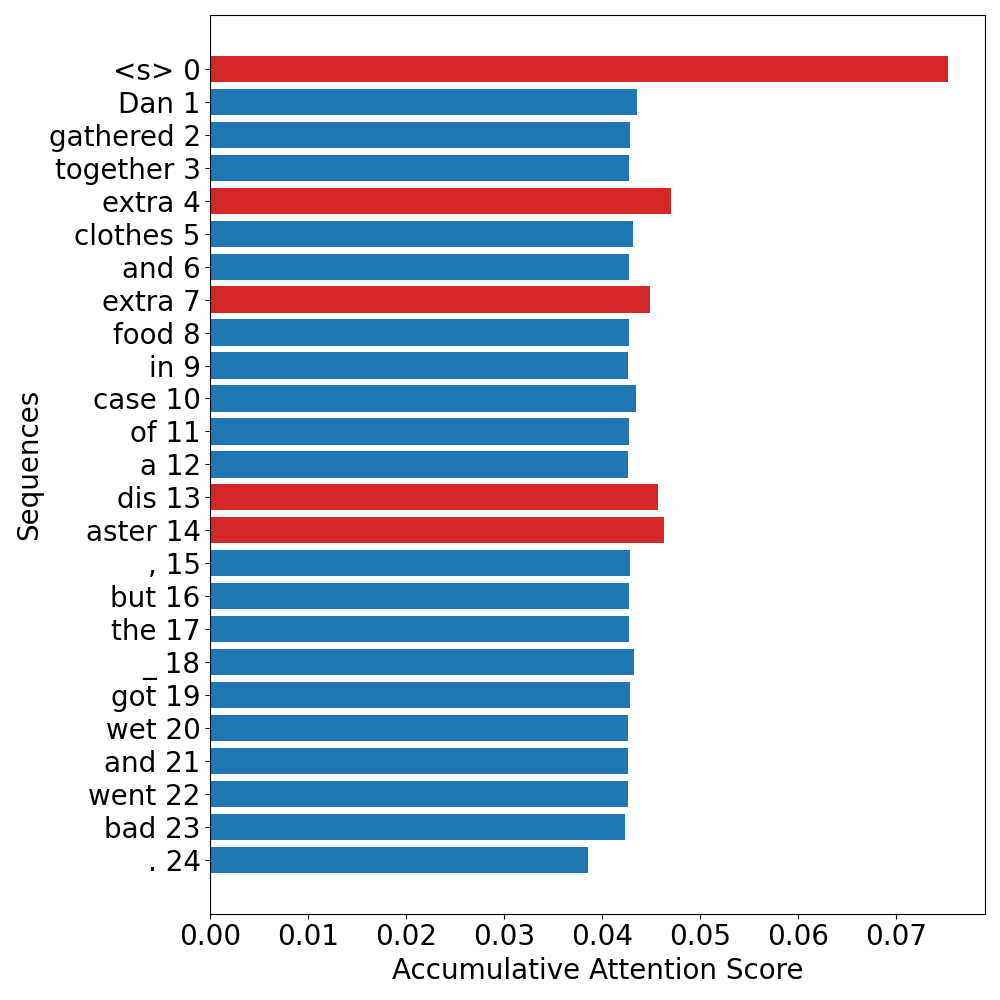 <s> 0
Dan 1
gathered 2
together 3
extra 4
clothes 5
and 6
extra 7
food 8
in 9
case 10
of 11
a 12
dis 13
aster 14
, 15
but 16
the 17
_ 18
got 19
wet 20
and 21
went 22
bad 23
. 24
Sequences
0.00 0.01 0.02 0.03 0.04 0.05 0.06 0.07
Accumulative Attention Score